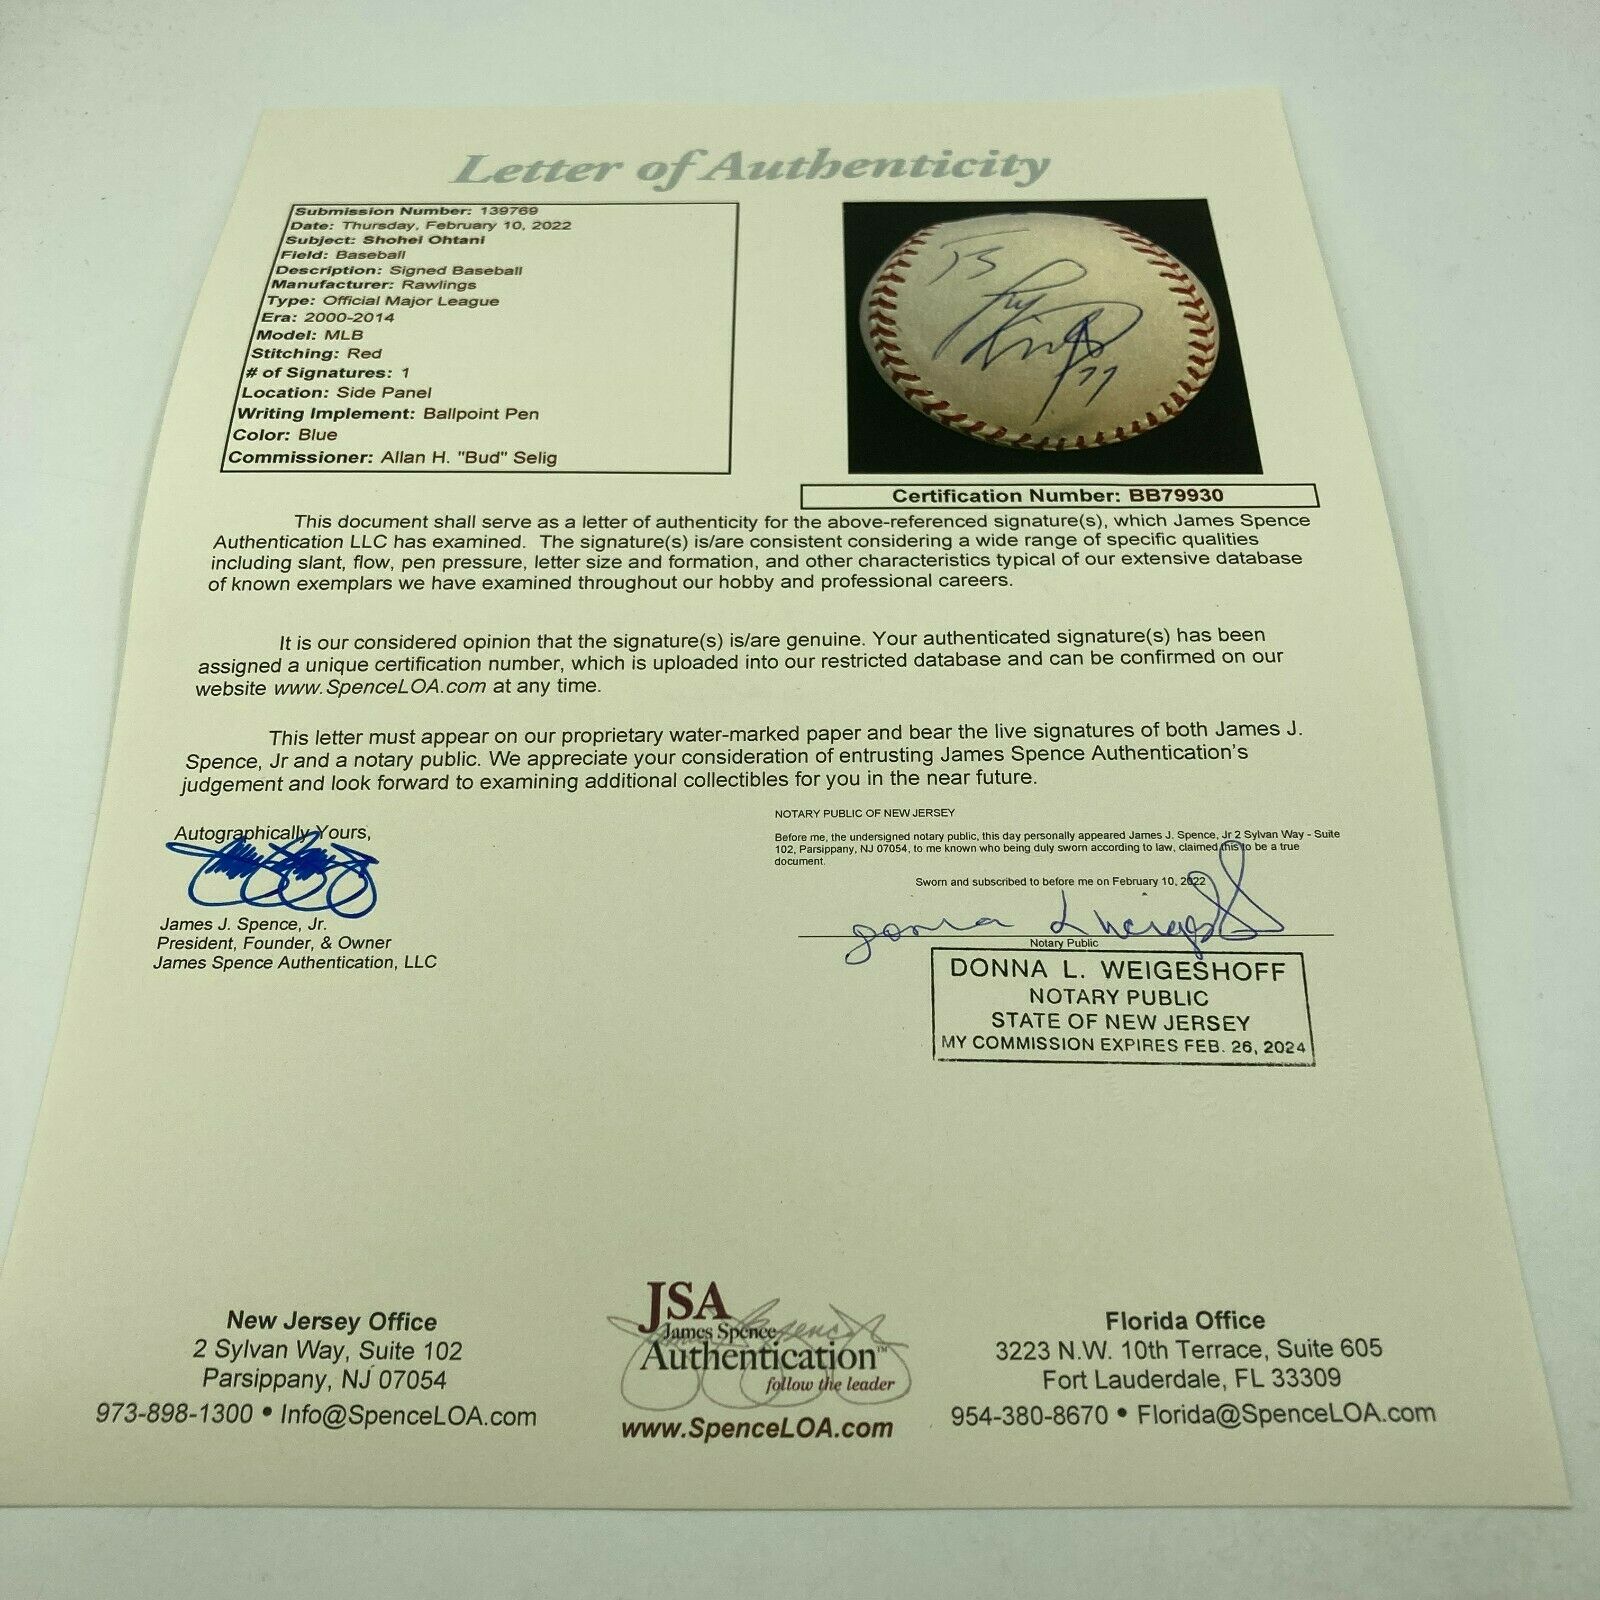 Letter of Authenticity
Submission Number: 139769
Date: Thursday, February 10, 2022
Subject: Shohei Ohtani
Field: Baseball
Description: Signed Baseball
Manufacturer: Rawlings
Type: Official Major League
Era: 2000-2014
Model: MLB
Stitching: Red
# of Signatures: 1
Location: Side Panel
Writing Implement: Ballpoint Pen
Color: Blue
Commissioner: Allan H. "Bud" Selig
Certification Number: BB79930
This document shall serve as a letter of authenticity for the above-referenced signature(s), which James Spence
Authentication LLC has examined. The signature(s) is/are consistent considering a wide range of specific qualities
including slant, flow, pen pressure, letter size and formation, and other characteristics typical of our extensive database
of known exemplars we have examined throughout our hobby and professional careers.
It is our considered opinion that the signature(s) is/are genuine. Your authenticated signature(s) has been
assigned a unique certification number, which is uploaded into our restricted database and can be confirmed on our
website www.SpenceLOA.com at any time.
This letter must appear on our proprietary water-marked paper and bear the live signatures of both James J.
Spence, Jr and a notary public. We appreciate your consideration of entrusting James Spence Authentication's
judgement and look forward to examining additional collectibles for you in the near future.
Autographically Yours,
James J. Spence, Jr.
President, Founder, & Owner
James Spence Authentication, LLC
NOTARY PUBLIC OF NEW JERSEY
Before me, the undersigned notary public, this day personally appeared James J. Spence, Jr 2 Sylvan Way - Suite
102, Parsippany, NJ 07054, to me known who being duly sworn according to law, claimed this to be a true
document.
Sworn and subscribed to before me on February 10, 2022
Donna L Weigeshoff
Notary Public
DONNA L. WEIGESHOFF
NOTARY PUBLIC
STATE OF NEW JERSEY
MY COMMISSION EXPIRES FEB. 26, 2024
New Jersey Office
2 Sylvan Way, Suite 102
Parsippany, NJ 07054
973-898-1300 • Info@SpenceLOA.com
JSA
James Spence
Authentication™
follow the leader
www.SpenceLOA.com
Florida Office
3223 N.W. 10th Terrace, Suite 605
Fort Lauderdale, FL 33309
954-380-8670 • Florida@SpenceLOA.com